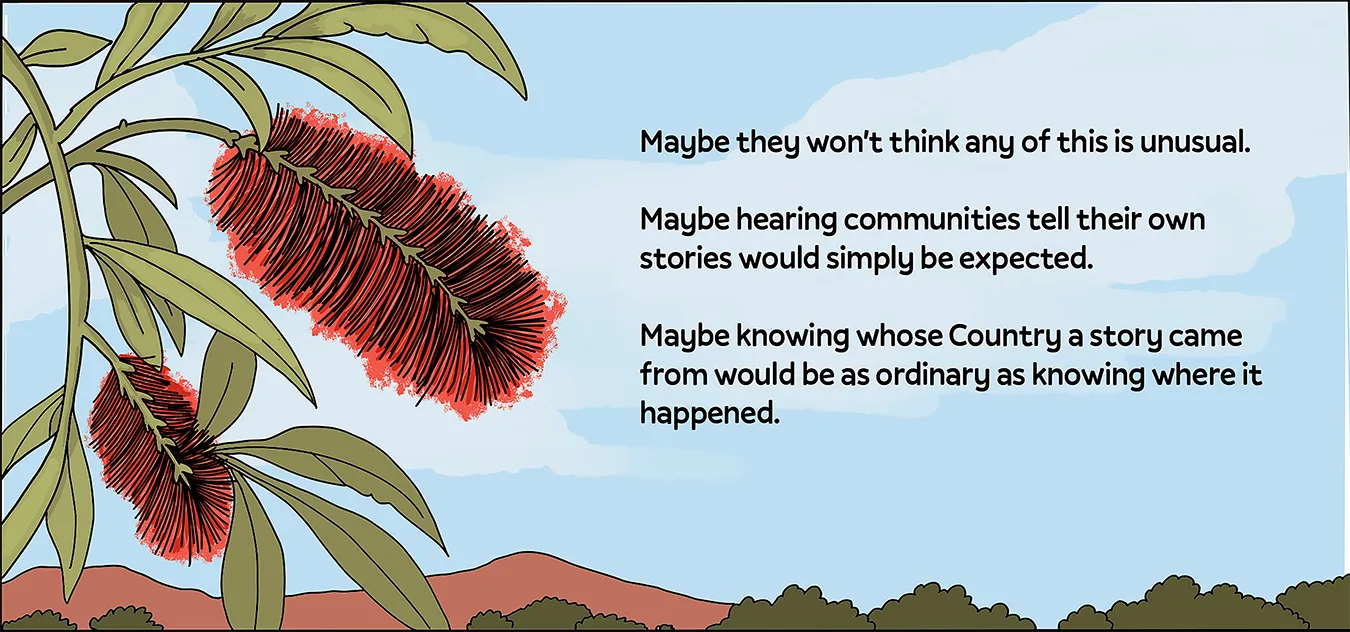 Maybe they won't think any of this is unusual.
Maybe hearing communities tell their own
stories would simply be expected.
Maybe knowing whose Country a story came
from would be as ordinary as knowing where it
happened.